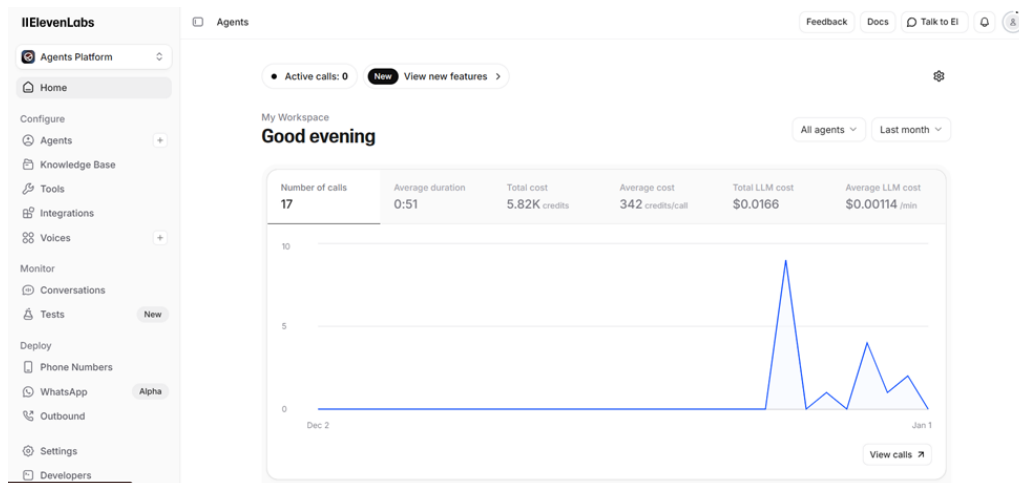 IIElevenLabs
Agents Platform
Home
Configure
Agents
Knowledge Base
Tools
Integrations
Voices
Monitor
Conversations
Tests New
Deploy
Phone Numbers
WhatsApp Alpha
Outbound
Settings
Developers
Agents
Feedback Docs Talk to El
Active calls: 0 New View new features
My Workspace
Good evening
All agents Last month
Number of calls
17
Average duration
0:51
Total cost
5.82K credits
Average cost
342 credits/call
Total LLM cost
$0.0166
Average LLM cost
$0.00114 /min
10
5
0
Dec 2 Jan 1
View calls